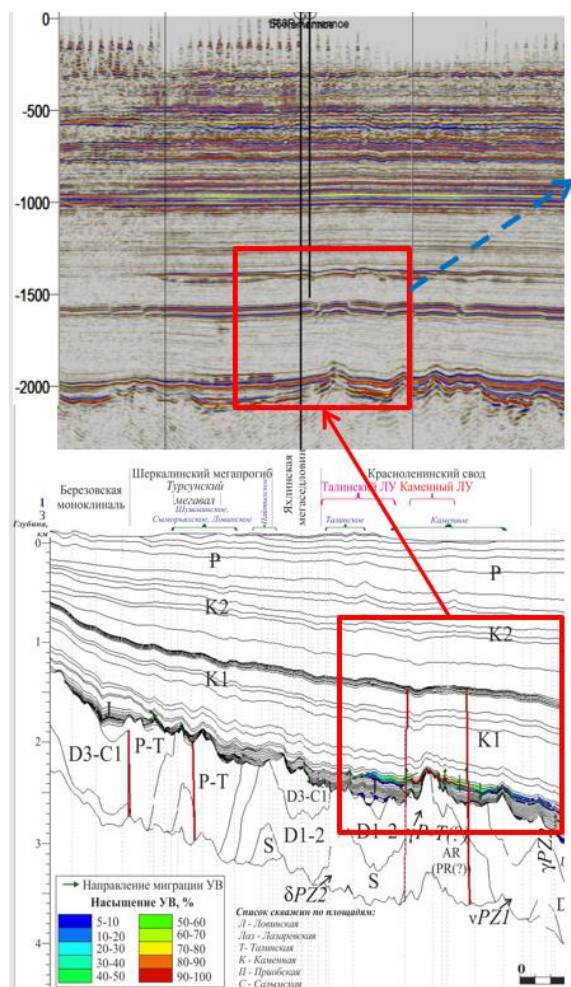 0
-500
-1000
-1500
-2000
Шеркалинский мегапрогиб
Красноленинский свод
Турсунский
мегавал
Березовская
моноклиналь
Яхлинская
мегаседловина
Талинский ЛУ
Каменный ЛУ
Шушминское,
Сыморьяхское, Ловинское
Талинское
Каменное
1
3
Глубина,
км
0
P
P
K2
K2
1
K1
K1
J
2
D3-C1
P-T
P-T
D3-C1
J
D1-2
D1-2
P-T(?)
AR
(PR(?))
3
S
S
δPZ2
νPZ1
γPZ2
D
Направление миграции УВ
Насыщение УВ, %
5-10
50-60
10-20
60-70
20-30
70-80
30-40
80-90
40-50
90-100
Список скважин по площадям:
Л - Ловинская
Лаз - Лазаревская
Т- Талинская
К - Каменная
П - Приобская
С - Салымская
4
0